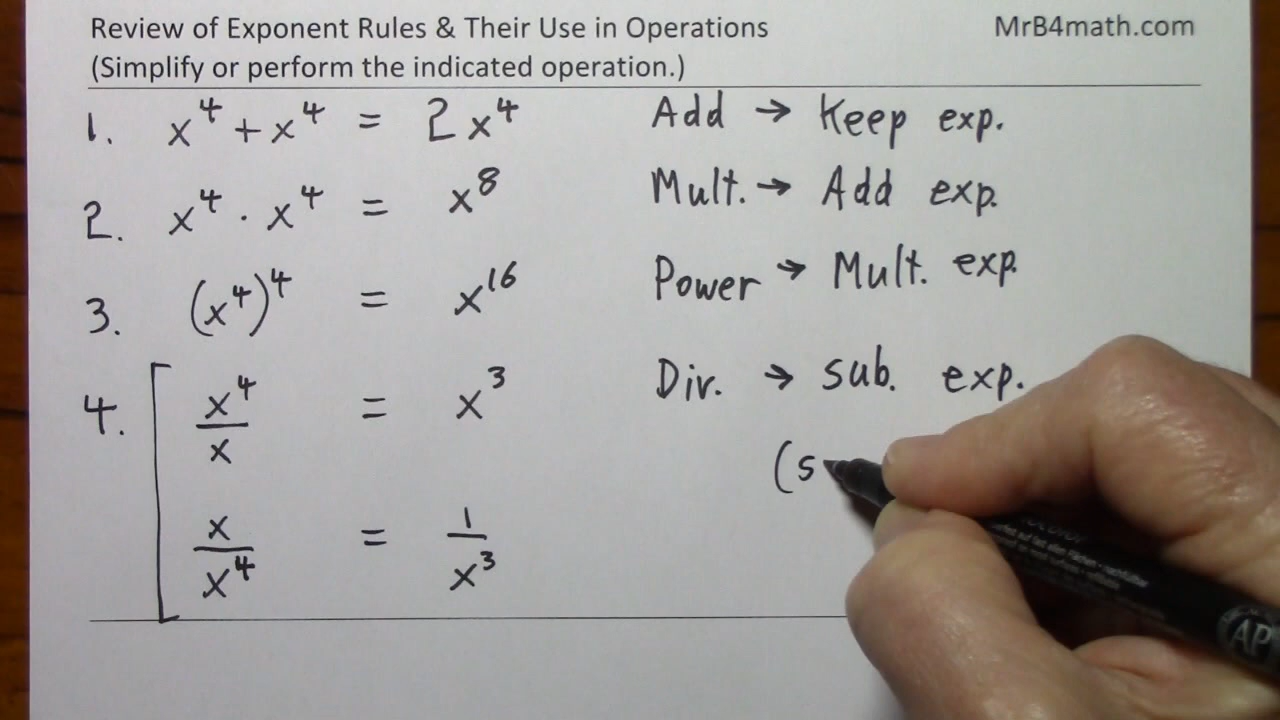 Review of Exponent Rules & Their Use in Operations MrB4math.com
(Simplify or perform the indicated operation.)
1. x⁴ + x⁴ = 2x⁴ Add → Keep exp.
2. x⁴ · x⁴ = x⁸ Mult. → Add exp.
3. (x⁴)⁴ = x¹⁶ Power → Mult. exp.
4. [ x⁴/x = x³ Div. → sub. exp.
(s
x/x⁴ = 1/x³
AP